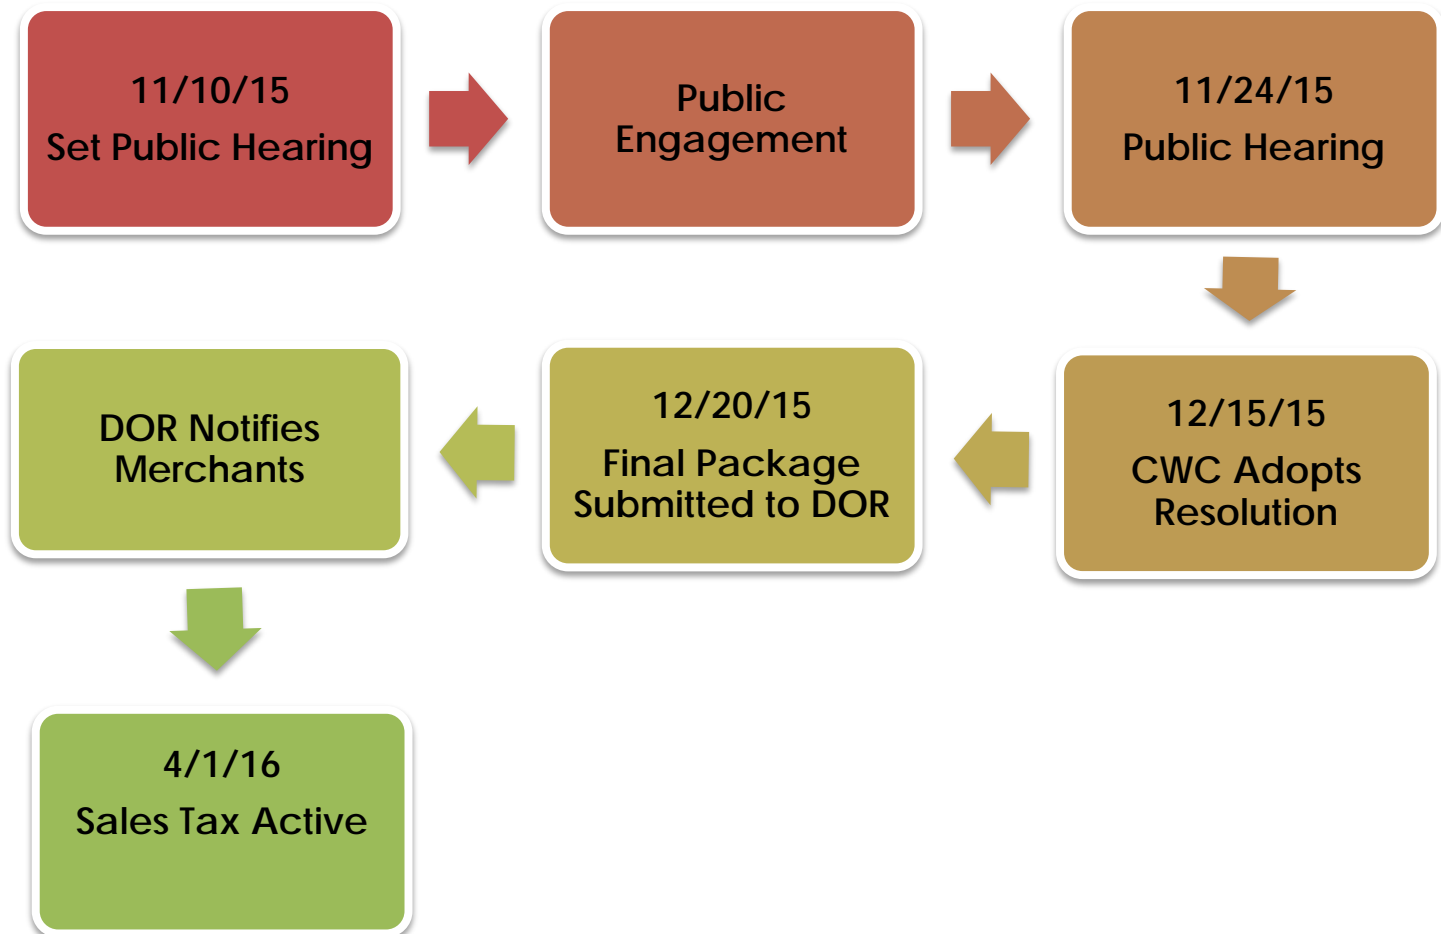 11/10/15
Set Public Hearing
Public
Engagement
11/24/15
Public Hearing
12/15/15
CWC Adopts
Resolution
12/20/15
Final Package
Submitted to DOR
DOR Notifies
Merchants
4/1/16
Sales Tax Active